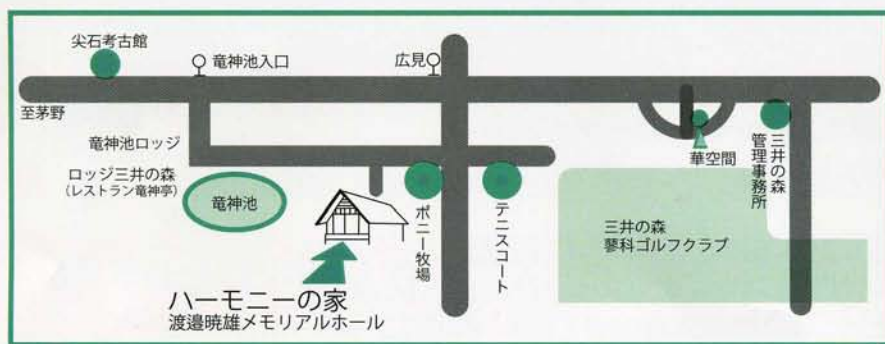 尖石考古館
竜神池入口
広見
至茅野
竜神池ロッジ
ロッジ三井の森
(レストラン竜神亭)
竜神池
ポニー牧場
テニスコート
華空間
三井の森
管理事務所
三井の森
蓼科ゴルフクラブ
ハーモニーの家
渡邉暁雄メモリアルホール